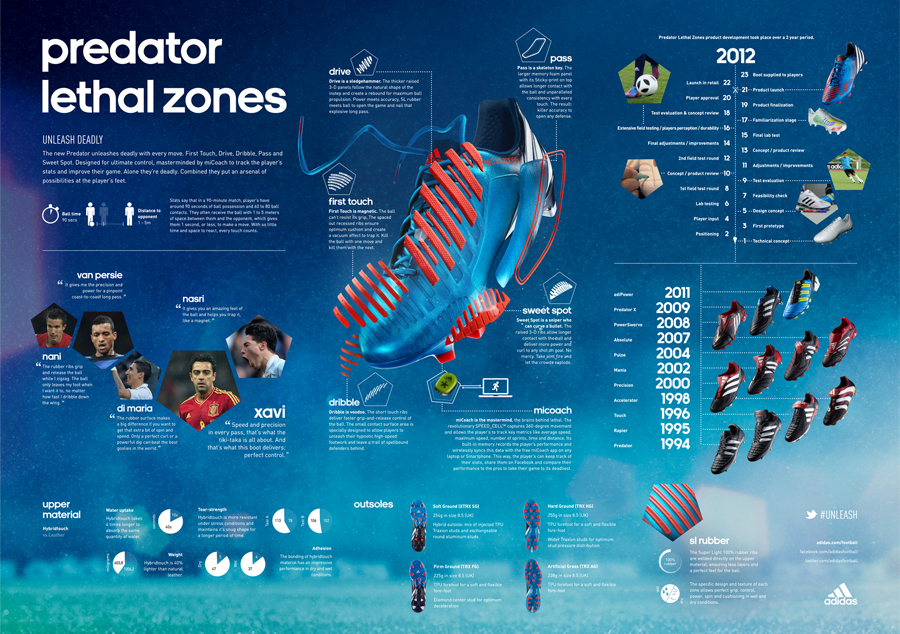 predator
lethal zones
UNLEASH DEADLY
The new Predator unleashes deadly with every move. First Touch, Drive, Dribble, Pass and
Sweet Spot. Designed for ultimate control, masterminded by miCoach to track the player's
stats and improve their game. Alone they're deadly. Combined they put an arsenal of
possibilities at the player's feet.
Ball time
90 secs
Distance to
opponent
1 - 5m
Stats say that in a 90-minute match, player's have
around 90 seconds of ball possession and 60 to 80 ball
contacts. They often receive the ball with 1 to 5 meters
of space between them and the opponent, which gives
them 1 second, or less, to make a move. With so little
time and space to react, every touch counts.
van persie
“ It gives me the precision and
power for a pinpoint
coast-to-coast long pass. ”
nasri
“ It gives you an amazing feel of
the ball and helps you trap it,
like a magnet. ”
nani
“ The rubber ribs grip
and release the ball
while I zigzag. The ball
only leaves my foot when
I want it to, no matter
how fast I dribble down
the wing. ”
di maria
“ The rubber surface makes
a big difference if you want to
get that extra bit of spin and
speed. Only a perfect curl or a
powerful dip can beat the best
goalies in the world. ”
xavi
“ Speed and precision
in every pass, that's what the
tiki-taka is all about. And
that's what this boot delivers:
perfect control. ”
drive
Drive is a sledgehammer. The thicker raised
3-D panels follow the natural shape of the
instep and create a rebound for maximum ball
propulsion. Power meets accuracy, SL rubber
meets ball to open the game and nail that
explosive long pass.
pass
Pass is a skeleton key. The
larger memory foam panel
with its Sticky-print on top
allows longer contact with
the ball and unparalleled
consistency with every
touch. The result:
killer accuracy to
open any defense.
first touch
First Touch is magnetic. The ball
can't resist its grip. The spaced
out recessed ribs ensure
optimum cushion and create
a vacuum effect to trap it. Kill
the ball with one move and
kill them with the next.
sweet spot
Sweet Spot is a sniper who
can curve a bullet. The
raised 3-D ribs allow longer
contact with the ball and
deliver more power and
curl to any shot on goal. No
mercy. Take aim, fire and
let the crowds explode.
dribble
Dribble is voodoo. The short touch ribs
deliver faster grip-and-release control of
the ball. The small contact surface area is
specially designed to allow players to
unleash their hypnotic high-speed
footwork and leave a trail of spellbound
defenders behind.
micoach
miCoach is the mastermind, the brains behind lethal. The
revolutionary SPEED_CELL™ captures 360-degree movement
and allows the player to track key metrics like average speed,
maximum speed, number of sprints, time and distance. Its
built-in memory records the player's performance and
wirelessly syncs this data with the free miCoach app on any
laptop or Smartphone. This way, the player's can keep track of
their stats, share them on Facebook and compare their
performance to the pros to take their game to its deadliest.
Predator Lethal Zones product development took place over a 2 year period.
2012
23 Boot supplied to players
Launch in retail 22
21 Product launch
Player approval 20
19 Product finalization
Test evaluation & concept review 18
17 Familiarization stage
Extensive field testing / players perception / durability 16
15 Final lab test
Final adjustments / improvements 14
13 Concept / product review
2nd field test round 12
11 Adjustments / improvements
Concept / product review 10
9 Test evaluation
1st field test round 8
7 Feasibility check
Lab testing 6
5 Design concept
Player input 4
3 First prototype
Positioning 2
1 Technical concept
adiPower 2011
Predator X 2009
PowerSwerve 2008
Absolute 2007
Pulse 2004
Mania 2002
Precision 2000
Accelerator 1998
Touch 1996
Rapier 1995
Predator 1994
upper
material
Hybridtouch
vs Leather
Water uptake
Hybridtouch takes
4 times longer to
absorb the same
quantity of water.
Tear-strength
Hybridtouch is more resistant
under stress conditions and
maintains it's snug shape for
a longer period of time.
Weight
Hybridtouch is 40%
lighter than natural
leather.
Adhesion
The bonding of hybridtouch
material has an impressive
performance in dry and wet
conditions.
outsoles
Soft Ground (XTRX SG)
254g in size 8.5 (UK)
Hybrid outsole: mix of injected TPU
Traxion studs and exchangeable
round aluminum studs.
Hard Ground (TRX HG)
250g in size 8.5 (UK)
TPU forefoot for a soft and flexible
fore-foot
Wider Traxion studs for optimum
stud pressure distribution.
Firm Ground (TRX FG)
225g in size 8.5 (UK)
TPU forefoot for a soft and flexible
fore-foot
Diamond center stud for optimum
acceleration
Artificial Grass (TRX AG)
238g in size 8.5 (UK)
TPU forefoot for a soft and flexible
fore-foot.
sl rubber
100%
rubber
The Super Light 100% rubber ribs
are welded directly on the upper
material, ensuring less layers and
a perfect feel for the ball.
The specific design and texture of each
zone allows perfect grip, control,
power, spin and cushioning in wet and
dry conditions.
#UNLEASH
adidas.com/football
facebook.com/adidasfootball
twitter.com/adidasfootball
adidas